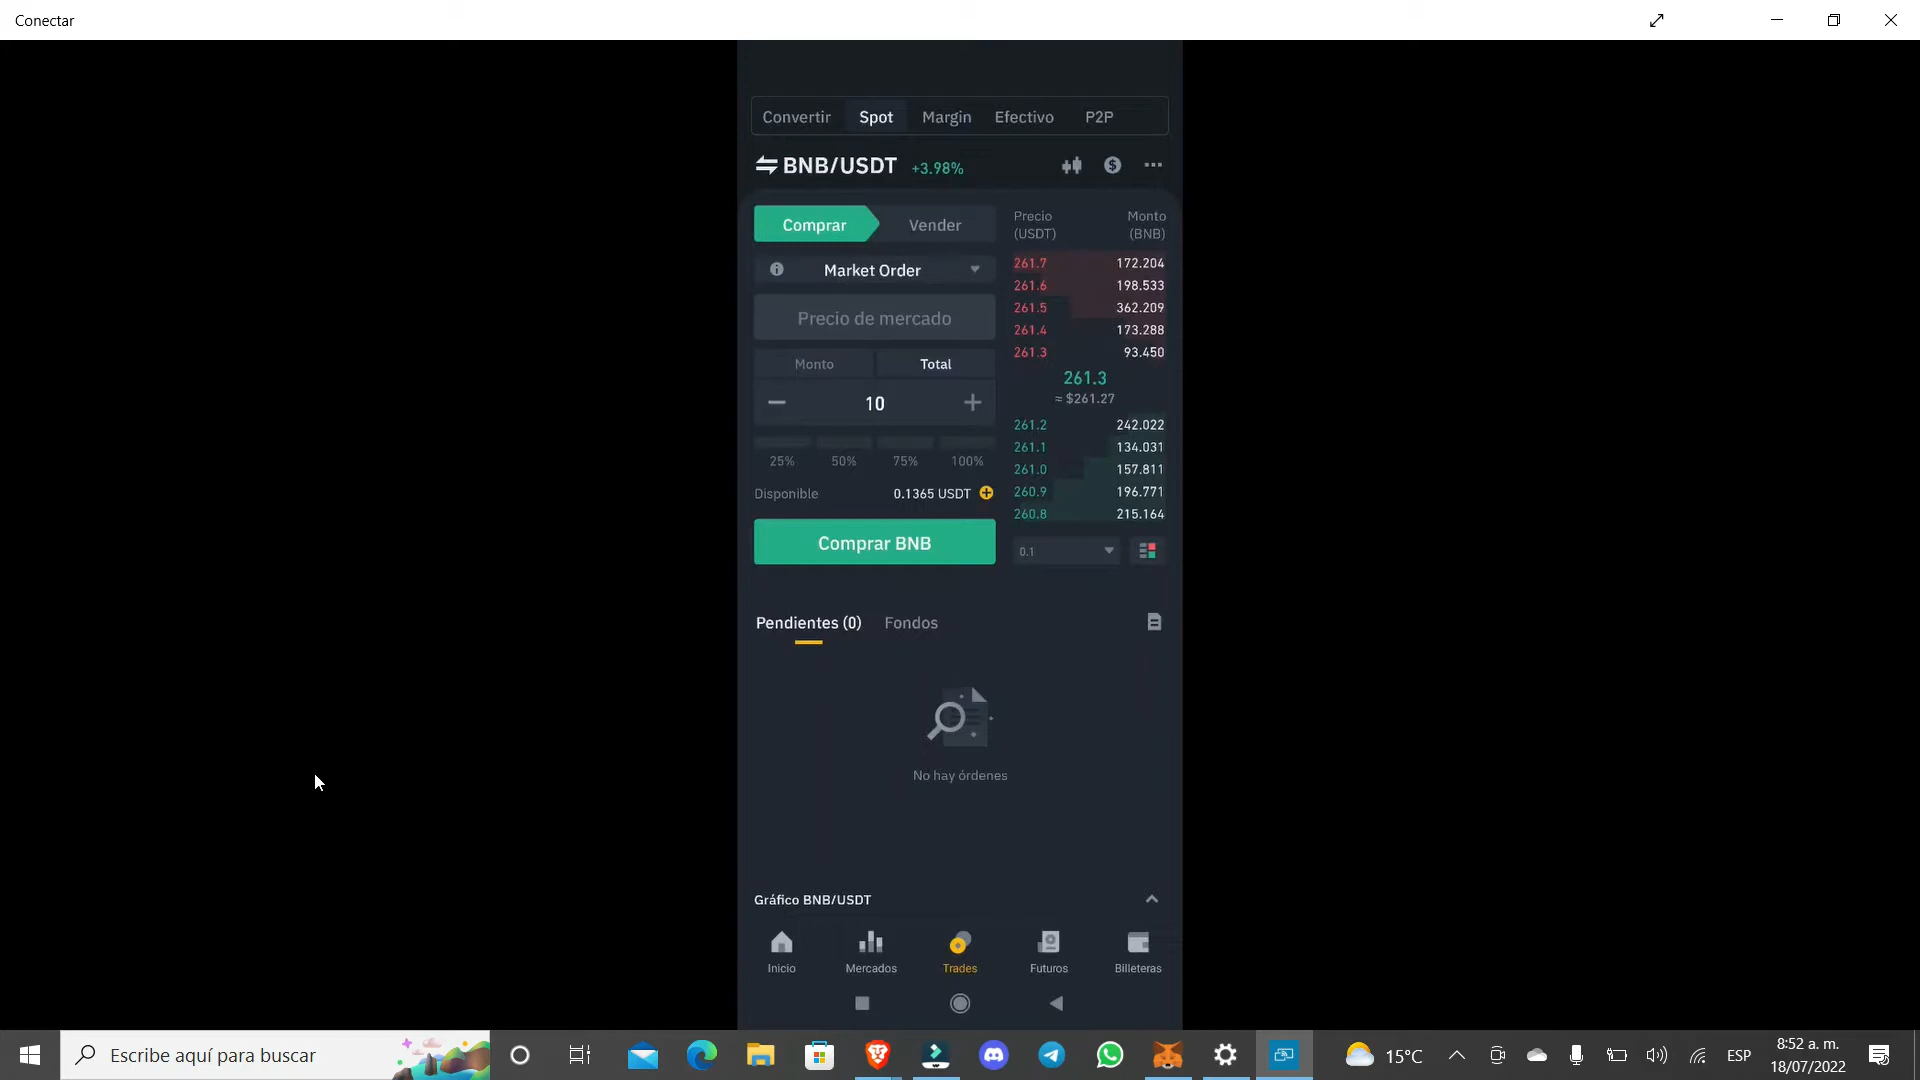 Conectar
Convertir Spot Margin Efectivo P2P
BNB/USDT +3.98%
Comprar Vender
Market Order
Precio de mercado
Monto Total
10
25% 50% 75% 100%
Disponible 0.1365 USDT
Comprar BNB
Precio Monto
(USDT) (BNB)
261.7 172.204
261.6 198.533
261.5 362.209
261.4 173.288
261.3 93.450
261.3
≈ $261.27
261.2 242.022
261.1 134.031
261.0 157.811
260.9 196.771
260.8 215.164
0.1
Pendientes (0) Fondos
No hay órdenes
Gráfico BNB/USDT
Inicio Mercados Trades Futuros Billeteras
Escribe aquí para buscar
15°C
ESP
8:52 a. m.
18/07/2022